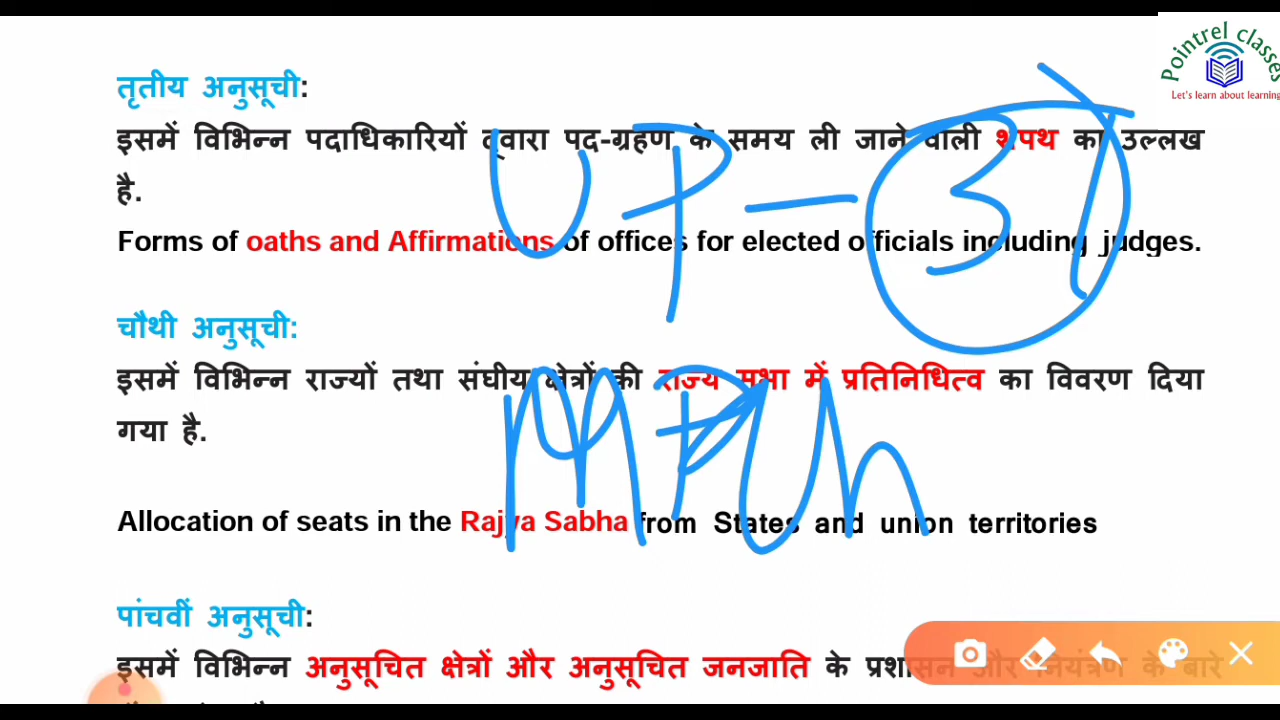 Pointrel classes
Let's learn about learning
तृतीय अनुसूची:
इसमें विभिन्न पदाधिकारियों द्वारा पद-ग्रहण के समय ली जाने वाली शपथ का उल्लख
है.
UP - 31
Forms of oaths and Affirmations of offices for elected officials including judges.
चौथी अनुसूची:
इसमें विभिन्न राज्यों तथा संघीय क्षेत्रों की राज्य सभा में प्रतिनिधित्व का विवरण दिया
गया है.
Allocation of seats in the Rajya Sabha from States and union territories
पांचवीं अनुसूची:
इसमें विभिन्न अनुसूचित क्षेत्रों और अनुसूचित जनजाति के प्रशासन और नियंत्रण के बारे